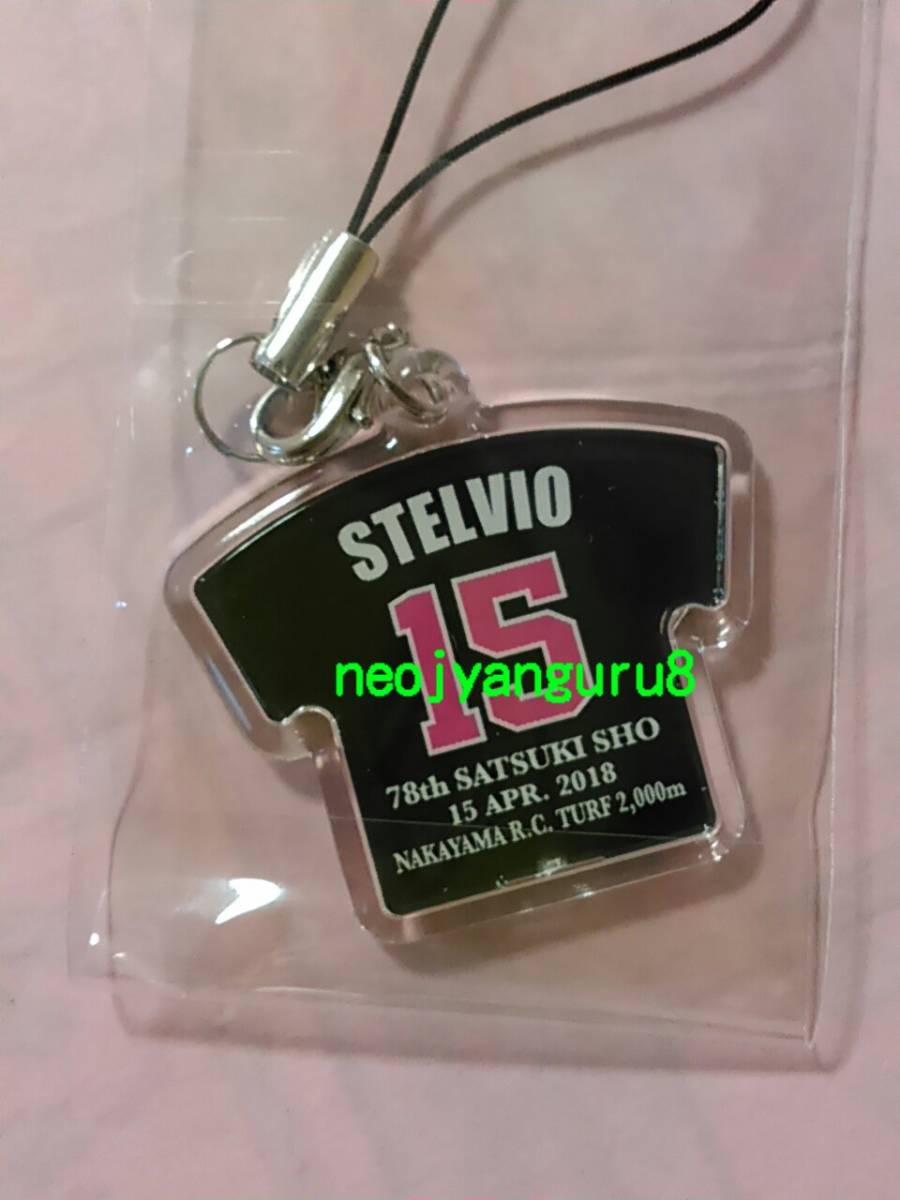 STELVIO
15
neojyanguru8
78th SATSUKI SHO
15 APR. 2018
NAKAYAMA R.C. TURF 2,000m